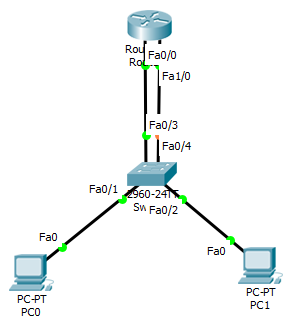 Rou
Fa0/0
Ro
Fa1/0
Fa0/3
Fa0/4
Fa0/1
2960-24TT
Sw
Fa0/2
Fa0
Fa0
PC-PT
PC0
PC-PT
PC1